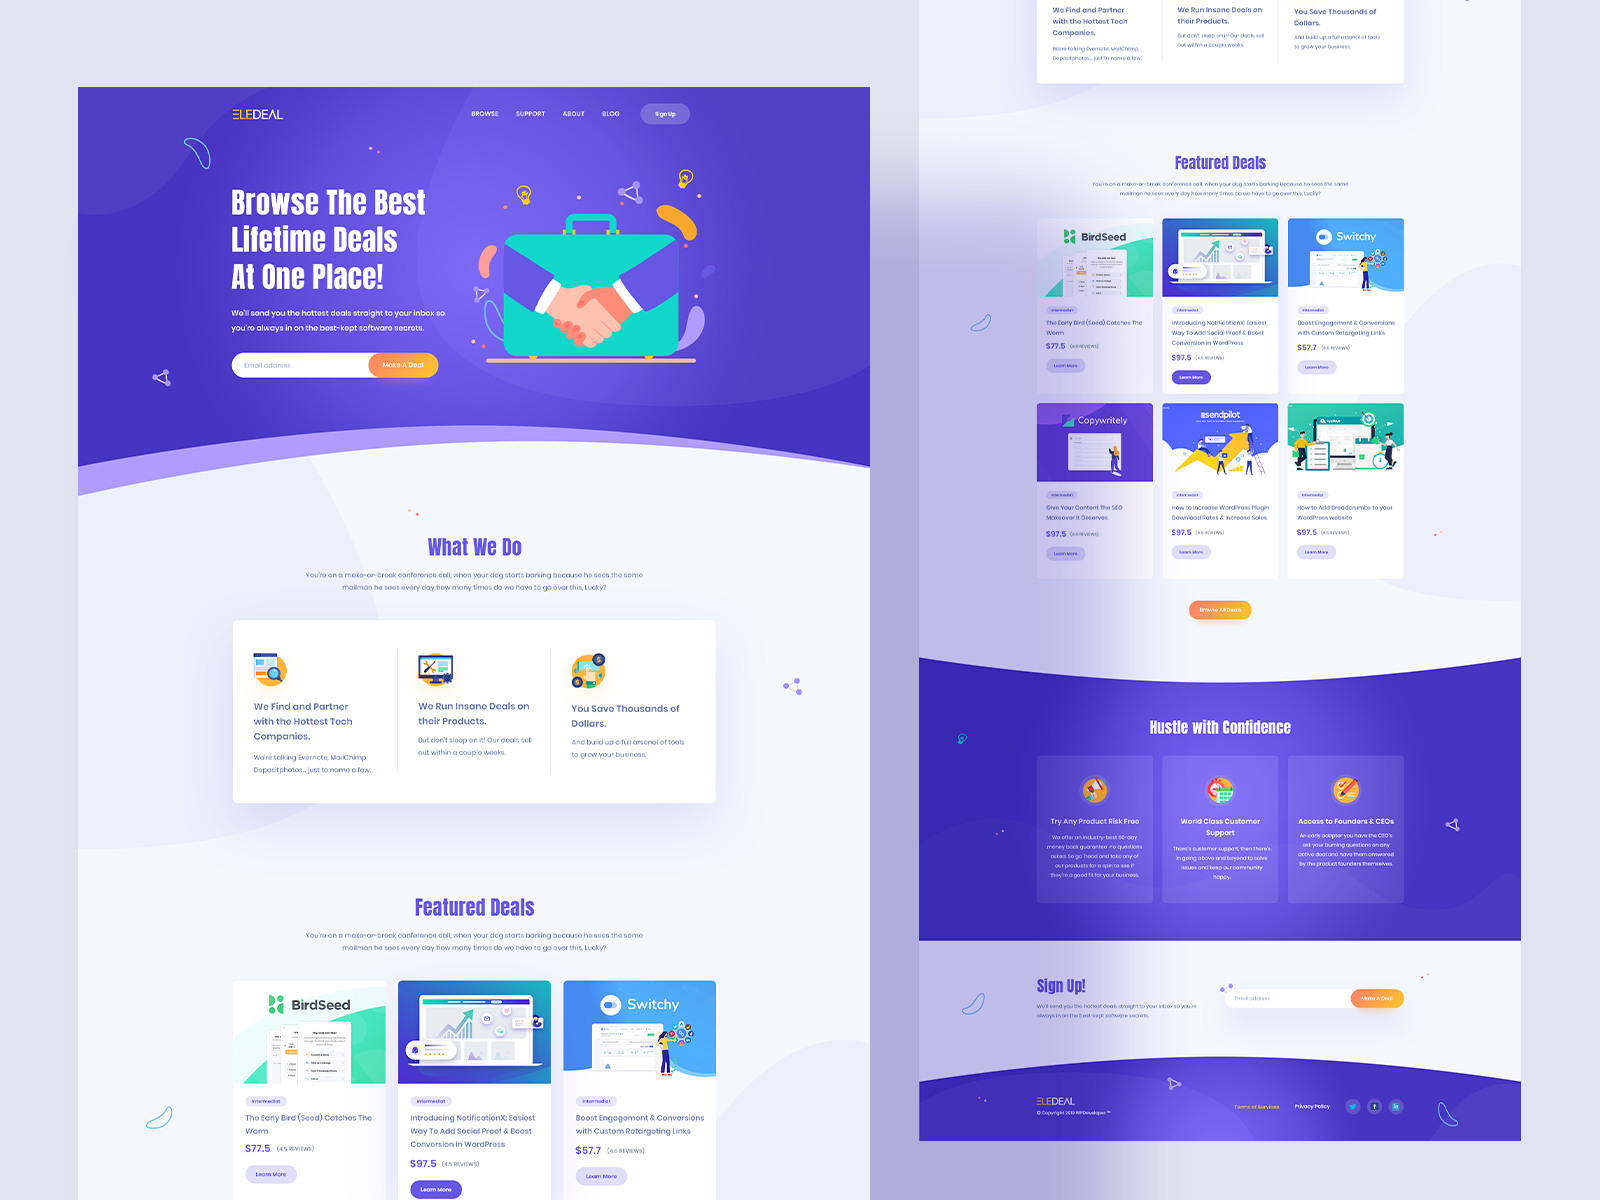 ELEDEAL
BROWSE SUPPORT ABOUT BLOG Sign Up
Browse The Best
Lifetime Deals
At One Place!
We'll send you the hottest deals straight to your inbox so
you're always in on the best-kept software secrets.
Email address Make A Deal
What We Do
You're on a make-or-break conference call, when your dog starts barking because he sees the same
mailman he sees every day how many times do we have to go over this, Lucky?
We Find and Partner
with the Hottest Tech
Companies.
We're talking Evernote, MailChimp,
Depositphotos... just to name a few.
We Run Insane Deals on
their Products.
But don't sleep on it! Our deals sell
out within a couple weeks.
You Save Thousands of
Dollars.
And build up a full arsenal of tools
to grow your business.
Featured Deals
You're on a make-or-break conference call, when your dog starts barking because he sees the same
mailman he sees every day how many times do we have to go over this, Lucky?
BirdSeed
Intermediat
The Early Bird (Seed) Catches The
Worm
$77.5 (4.5 REVIEWS)
Learn More
Intermediat
Introducing NotificationX: Easiest
Way To Add Social Proof & Boost
Conversion in WordPress
$97.5 (4.5 REVIEWS)
Learn More
Switchy
Intermediat
Boost Engagement & Conversions
with Custom Retargeting Links
$57.7 (4.5 REVIEWS)
Learn More
We Find and Partner
with the Hottest Tech
Companies.
We're talking Evernote, MailChimp,
Depositphotos... just to name a few.
We Run Insane Deals on
their Products.
But don't sleep on it! Our deals sell
out within a couple weeks.
You Save Thousands of
Dollars.
And build up a full arsenal of tools
to grow your business.
Featured Deals
You're on a make-or-break conference call, when your dog starts barking because he sees the same
mailman he sees every day how many times do we have to go over this, Lucky?
BirdSeed
Intermediat
The Early Bird (Seed) Catches The
Worm
$77.5 (4.5 REVIEWS)
Learn More
Intermediat
Introducing NotificationX: Easiest
Way To Add Social Proof & Boost
Conversion in WordPress
$97.5 (4.5 REVIEWS)
Learn More
Switchy
Intermediat
Boost Engagement & Conversions
with Custom Retargeting Links
$57.7 (4.5 REVIEWS)
Learn More
Copywritely
Intermediat
Give Your Content The SEO
Makeover It Deserves
$97.5 (4.5 REVIEWS)
Learn More
sendpilot
Intermediat
How to Increase WordPress Plugin
Download Rates & Increase Sales
$97.5 (4.5 REVIEWS)
Learn More
Intermediat
How to Add Breadcrumbs to your
WordPress website
$97.5 (4.5 REVIEWS)
Learn More
Browse All Deals
Hustle with Confidence
Try Any Product Risk Free
We offer an industry-best 60-day
money back guarantee no questions
asked. So go head and take any of
our products for a spin to see if
they're a good fit for your business.
World Class Customer
Support
There's customer support, then there's
in going above and beyond to solve
issues and keep our community
happy.
Access to Founders & CEOs
An early adopter you have the CEO's
ask your burning questions on any
active deal and have them answered
by the product founders themselves.
Sign Up!
We'll send you the hottest deals straight to your inbox so you're
always in on the best-kept software secrets.
Email address Make A Deal
ELEDEAL
© Copyright 2019 WPDeveloper™
Terms of Services Privacy Policy